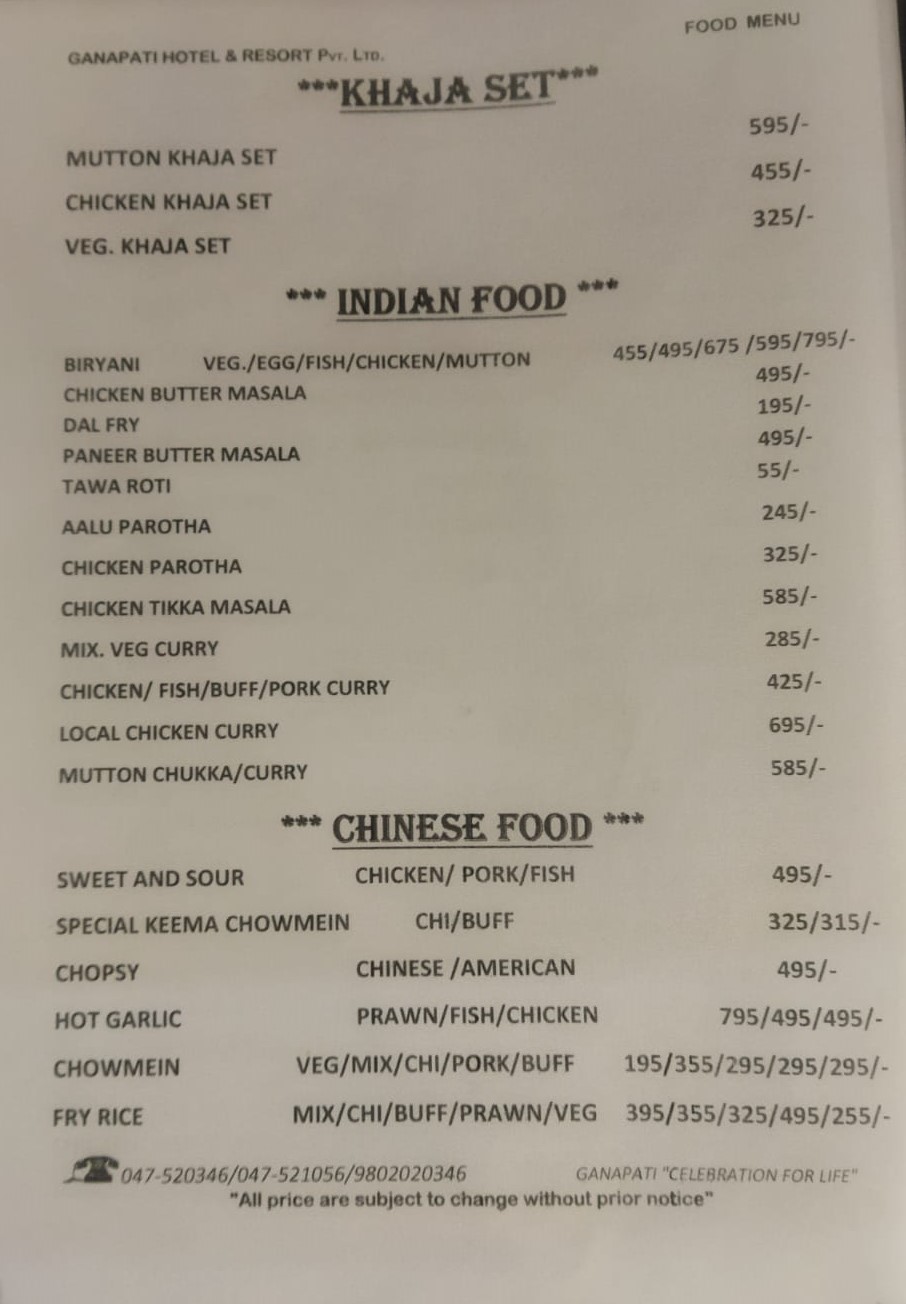 FOOD MENU
GANAPATI HOTEL & RESORT PVT. LTD.
***KHAJA SET***
MUTTON KHAJA SET 595/-
CHICKEN KHAJA SET 455/-
VEG. KHAJA SET 325/-
*** INDIAN FOOD ***
BIRYANI VEG./EGG/FISH/CHICKEN/MUTTON 455/495/675 /595/795/-
CHICKEN BUTTER MASALA 495/-
DAL FRY 195/-
PANEER BUTTER MASALA 495/-
TAWA ROTI 55/-
AALU PAROTHA 245/-
CHICKEN PAROTHA 325/-
CHICKEN TIKKA MASALA 585/-
MIX. VEG CURRY 285/-
CHICKEN/ FISH/BUFF/PORK CURRY 425/-
LOCAL CHICKEN CURRY 695/-
MUTTON CHUKKA/CURRY 585/-
*** CHINESE FOOD ***
SWEET AND SOUR CHICKEN/ PORK/FISH 495/-
SPECIAL KEEMA CHOWMEIN CHI/BUFF 325/315/-
CHOPSY CHINESE /AMERICAN 495/-
HOT GARLIC PRAWN/FISH/CHICKEN 795/495/495/-
CHOWMEIN VEG/MIX/CHI/PORK/BUFF 195/355/295/295/295/-
FRY RICE MIX/CHI/BUFF/PRAWN/VEG 395/355/325/495/255/-
047-520346/047-521056/9802020346 GANAPATI "CELEBRATION FOR LIFE"
"All price are subject to change without prior notice"